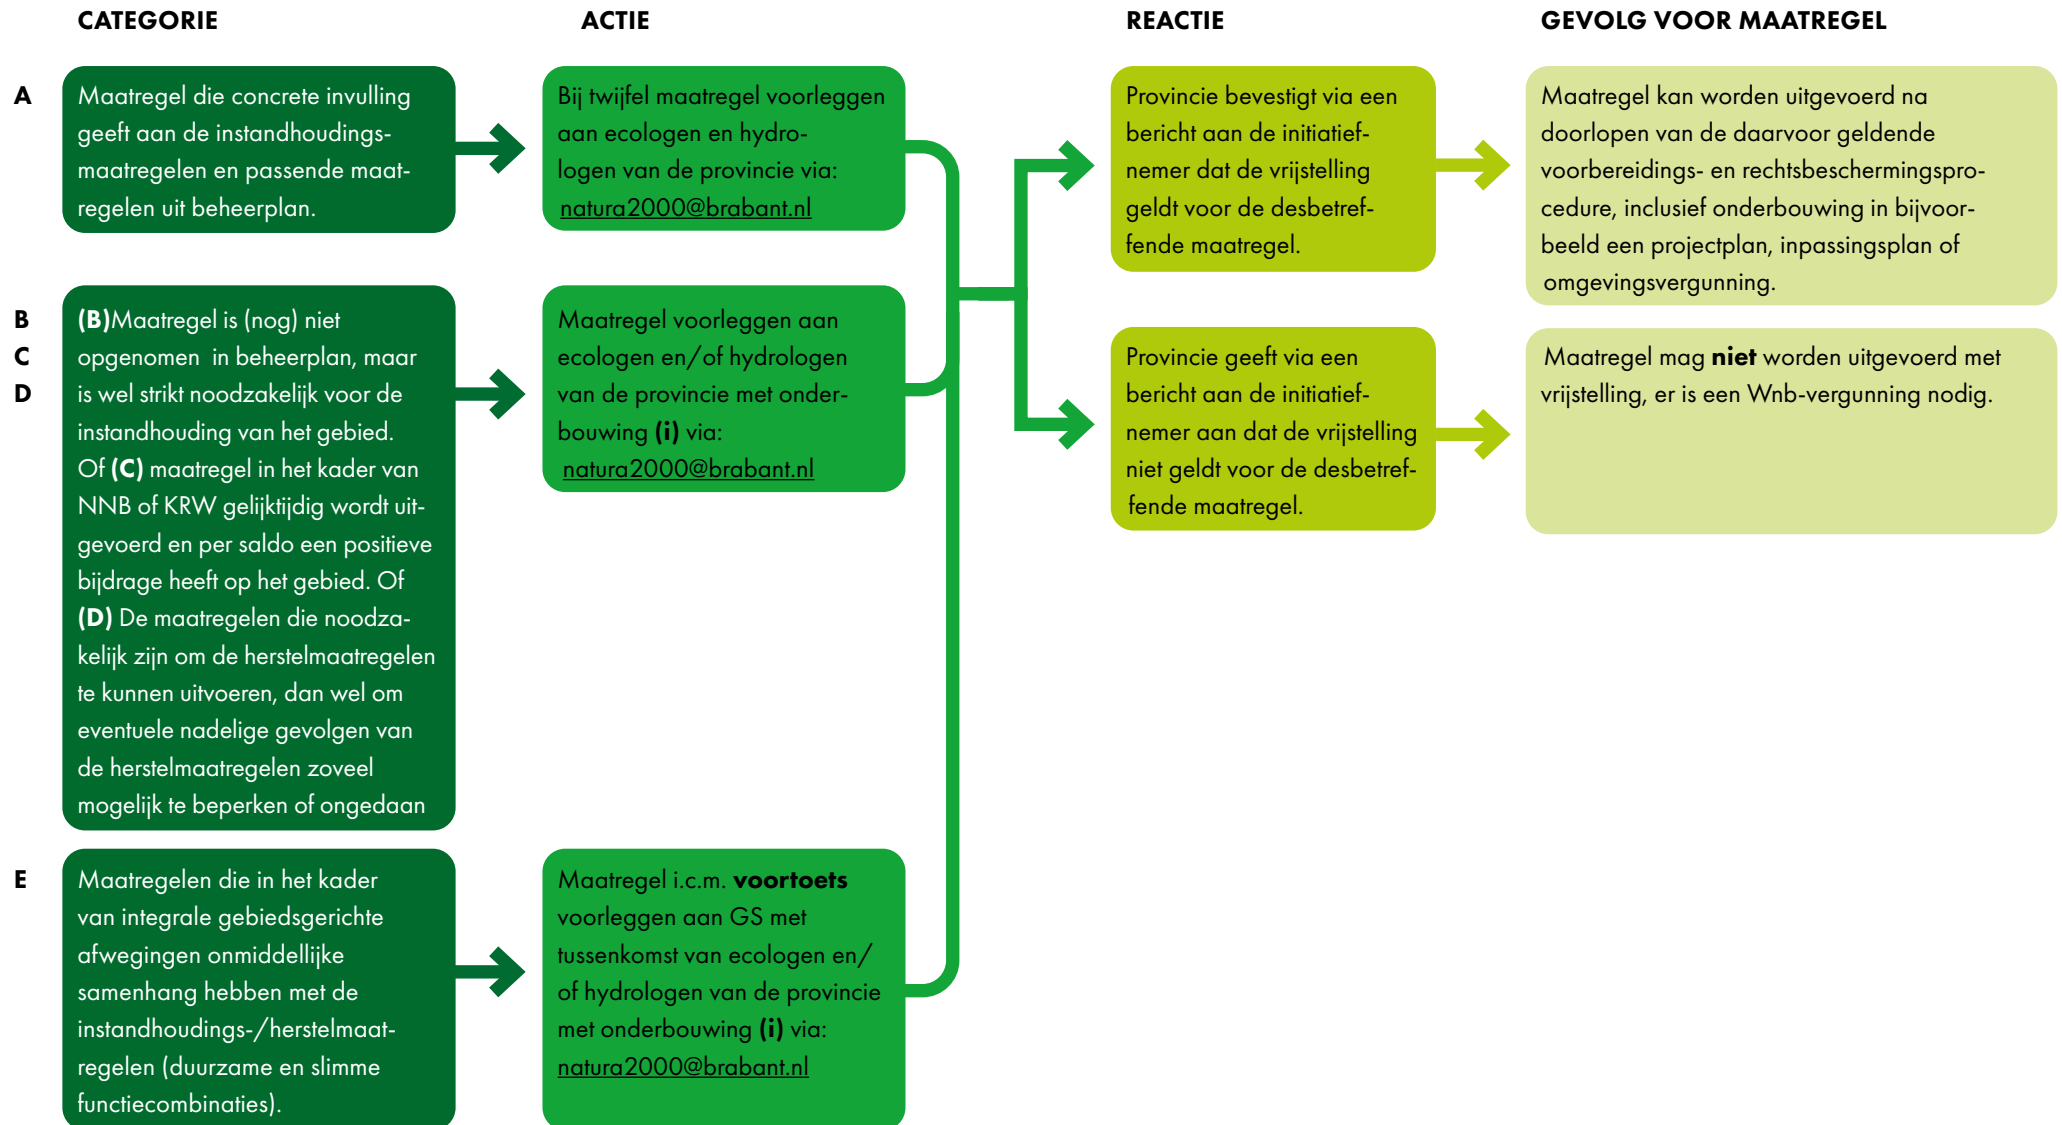 CATEGORIE
ACTIE
REACTIE
GEVOLG VOOR MAATREGEL
A
Maatregel die concrete invulling
geeft aan de instandhoudings-
maatregelen en passende maat-
regelen uit beheerplan.
Bij twijfel maatregel voorleggen
aan ecologen en hydro-
logen van de provincie via:
natura2000@brabant.nl
Provincie bevestigt via een
bericht aan de initiatief-
nemer dat de vrijstelling
geldt voor de desbetref-
fende maatregel.
Maatregel kan worden uitgevoerd na
doorlopen van de daarvoor geldende
voorbereidings- en rechtsbeschermingspro-
cedure, inclusief onderbouwing in bijvoor-
beeld een projectplan, inpassingsplan of
omgevingsvergunning.
B
C
D
(B)Maatregel is (nog) niet
opgenomen in beheerplan, maar
is wel strikt noodzakelijk voor de
instandhouding van het gebied.
Of (C) maatregel in het kader van
NNB of KRW gelijktijdig wordt uit-
gevoerd en per saldo een positieve
bijdrage heeft op het gebied. Of
(D) De maatregelen die noodza-
kelijk zijn om de herstelmaatregelen
te kunnen uitvoeren, dan wel om
eventuele nadelige gevolgen van
de herstelmaatregelen zoveel
mogelijk te beperken of ongedaan
Maatregel voorleggen aan
ecologen en/of hydrologen
van de provincie met onder-
bouwing (i) via:
natura2000@brabant.nl
Provincie geeft via een
bericht aan de initiatief-
nemer aan dat de vrijstelling
niet geldt voor de desbetref-
fende maatregel.
Maatregel mag niet worden uitgevoerd met
vrijstelling, er is een Wnb-vergunning nodig.
E
Maatregelen die in het kader
van integrale gebiedsgerichte
afwegingen onmiddellijke
samenhang hebben met de
instandhoudings-/herstelmaat-
regelen (duurzame en slimme
functiecombinaties).
Maatregel i.c.m. voortoets
voorleggen aan GS met
tussenkomst van ecologen en/
of hydrologen van de provincie
met onderbouwing (i) via:
natura2000@brabant.nl